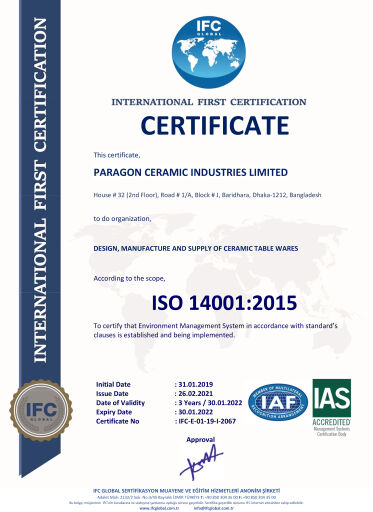 IFC
GLOBAL
INTERNATIONAL FIRST CERTIFICATION
INTERNATIONAL FIRST CERTIFICATION
CERTIFICATE
This certificate,
PARAGON CERAMIC INDUSTRIES LIMITED
House # 32 (2nd Floor), Road # 1/A, Block # J, Baridhara, Dhaka-1212, Bangladesh
to do organization,
DESIGN, MANUFACTURE AND SUPPLY OF CERAMIC TABLE WARES
According to the scope,
ISO 14001:2015
To certify that Environment Management System in accordance with standard's
clauses is established and being implemented.
Initial Date : 31.01.2019
Issue Date : 26.02.2021
Date of Validity : 3 Years / 30.01.2022
Expiry Date : 30.01.2022
Certificate No : IFC-E-01-19-I-2067
IFC
GLOBAL
MEMBER OF MULTILATERAL
IAF
RECOGNITION ARRANGEMENT
IAS
ACCREDITED
Management Systems
Certification Body
Approval
IFC GLOBAL SERTİFİKASYON MUAYENE VE EĞİTİM HİZMETLERİ ANONİM ŞİRKETİ
www.ifcglobal.com.tr info@ifcglobal.com.tr